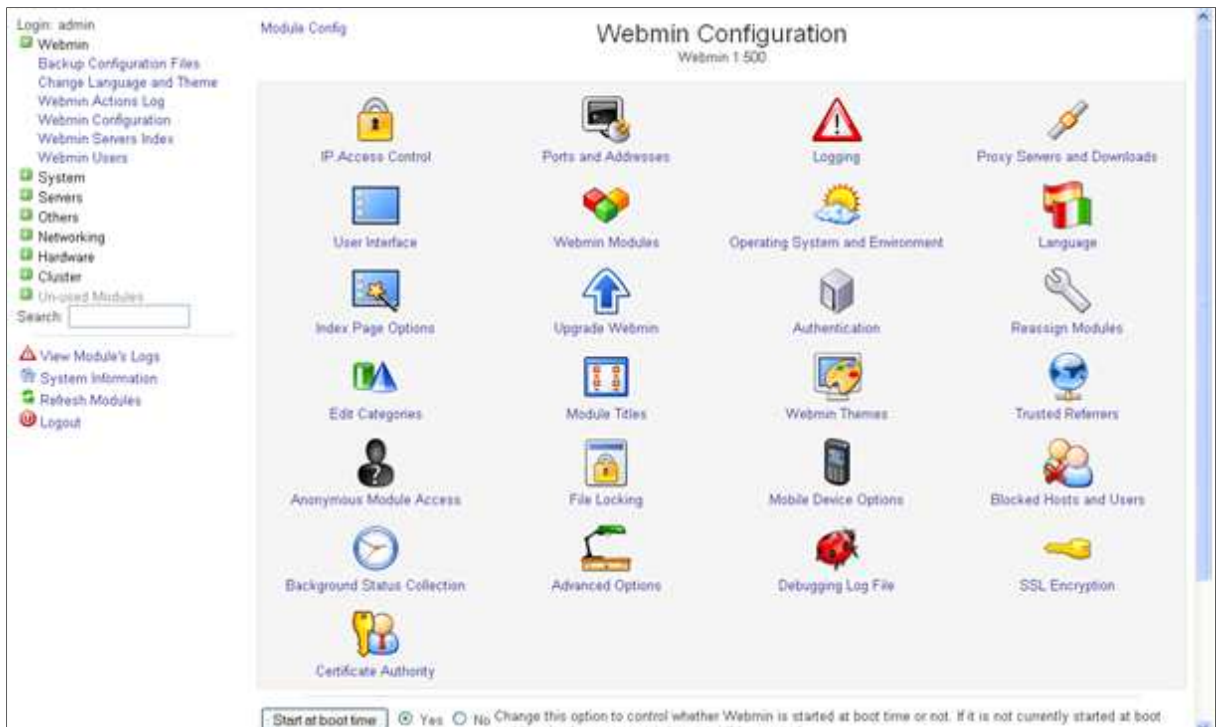 Login: admin
Webmin
Backup Configuration Files
Change Language and Theme
Webmin Actions Log
Webmin Configuration
Webmin Servers Index
Webmin Users
System
Servers
Others
Networking
Hardware
Cluster
Un-used Modules
Search:
View Module's Logs
System Information
Refresh Modules
Logout
Module Config
Webmin Configuration
Webmin 1.500
IP Access Control
Ports and Addresses
Logging
Proxy Servers and Downloads
User Interface
Webmin Modules
Operating System and Environment
Language
Index Page Options
Upgrade Webmin
Authentication
Reassign Modules
Edit Categories
Module Titles
Webmin Themes
Trusted Referrers
Anonymous Module Access
File Locking
Mobile Device Options
Blocked Hosts and Users
Background Status Collection
Advanced Options
Debugging Log File
SSL Encryption
Certificate Authority
Start at boot time Yes No Change this option to control whether Webmin is started at boot time or not. If it is not currently started at boot